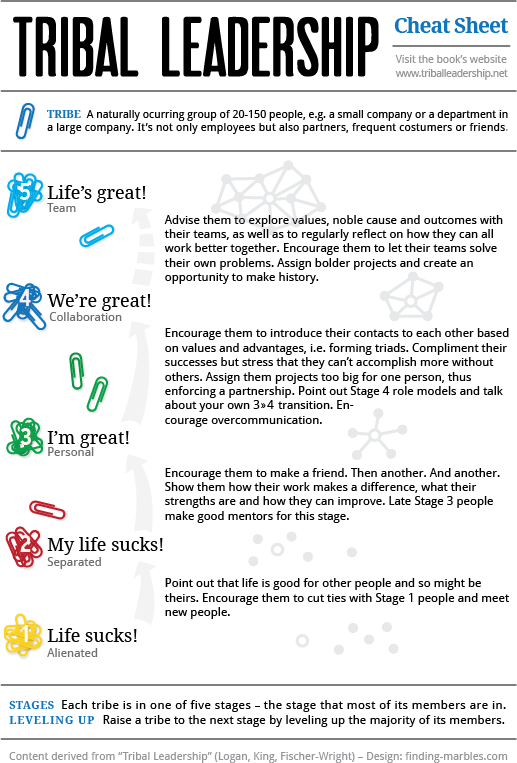 TRIBAL LEADERSHIP
Cheat Sheet
Visit the book's website
www.triballeadership.net
TRIBE A naturally ocurring group of 20-150 people, e.g. a small company or a department in
a large company. It's not only employees but also partners, frequent costumers or friends.
5
Life's great!
Team
Advise them to explore values, noble cause and outcomes with
their teams, as well as to regularly reflect on how they can all
work better together. Encourage them to let their teams solve
their own problems. Assign bolder projects and create an
opportunity to make history.
4
We're great!
Collaboration
Encourage them to introduce their contacts to each other based
on values and advantages, i.e. forming triads. Compliment their
successes but stress that they can't accomplish more without
others. Assign them projects too big for one person, thus
enforcing a partnership. Point out Stage 4 role models and talk
about your own 3»4 transition. En-
courage overcommunication.
3
I'm great!
Personal
Encourage them to make a friend. Then another. And another.
Show them how their work makes a difference, what their
strengths are and how they can improve. Late Stage 3 people
make good mentors for this stage.
2
My life sucks!
Separated
Point out that life is good for other people and so might be
theirs. Encourage them to cut ties with Stage 1 people and meet
new people.
1
Life sucks!
Alienated
STAGES Each tribe is in one of five stages – the stage that most of its members are in.
LEVELING UP Raise a tribe to the next stage by leveling up the majority of its members.
Content derived from “Tribal Leadership” (Logan, King, Fischer-Wright) – Design: finding-marbles.com